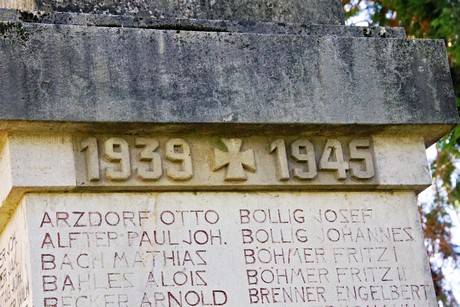 1939 1945
ARZDORF OTTO
ALFTER PAUL JOH.
BACH MATHIAS
BAHLES ALOIS
BECKER ARNOLD
BOLLIG JOSEF
BOLLIG JOHANNES
BÖHMER FRITZ I
BÖHMER FRITZ II
BRENNER ENGELBERT